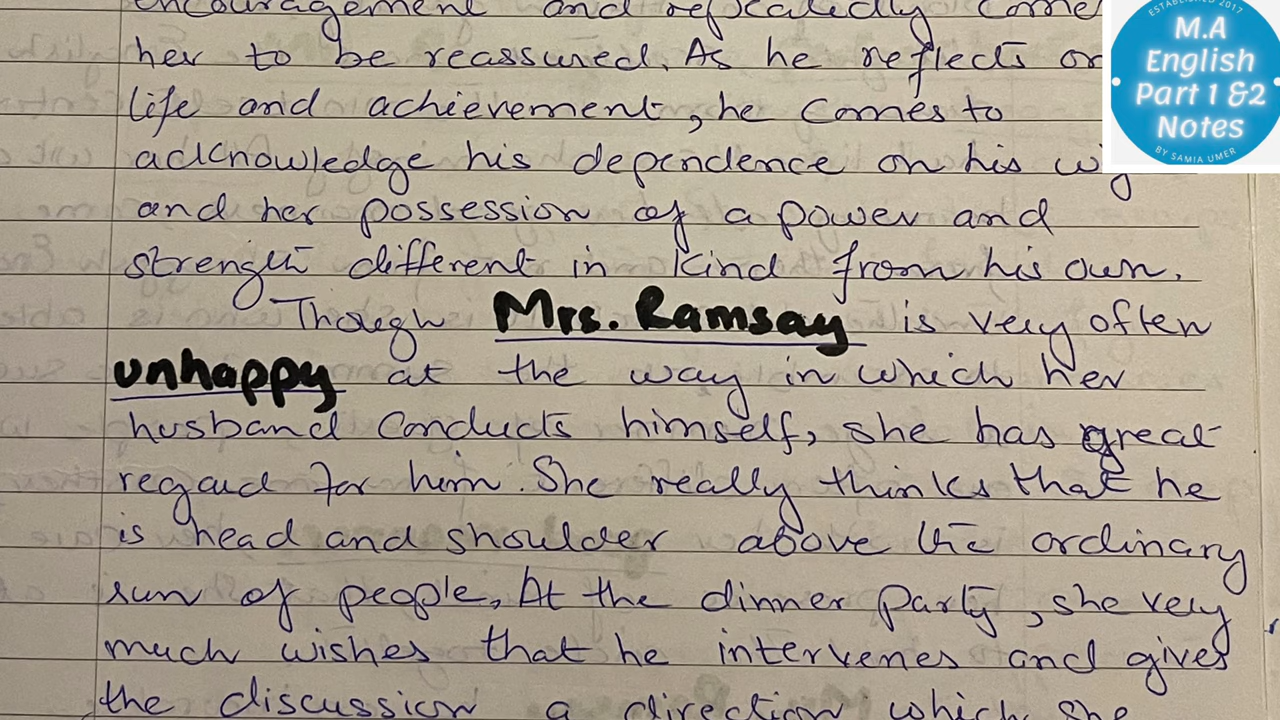 encouragement and repeatedly come
her to be reassured. As he reflects on
life and achievement, he comes to
acknowledge his dependence on his
and her possession of a power and
strength different in kind from his own.
Though Mrs. Ramsay is very often
unhappy at the way in which her
husband conducts himself, she has great
regard for him. She really thinks that he
is head and shoulder above the ordinary
run of people. At the dinner party, she very
much wishes that he intervenes and gives
the discussion a direction which she
ESTABLISHED 2017
M.A
English
Part 1 &2
Notes
BY SAMIA UMER